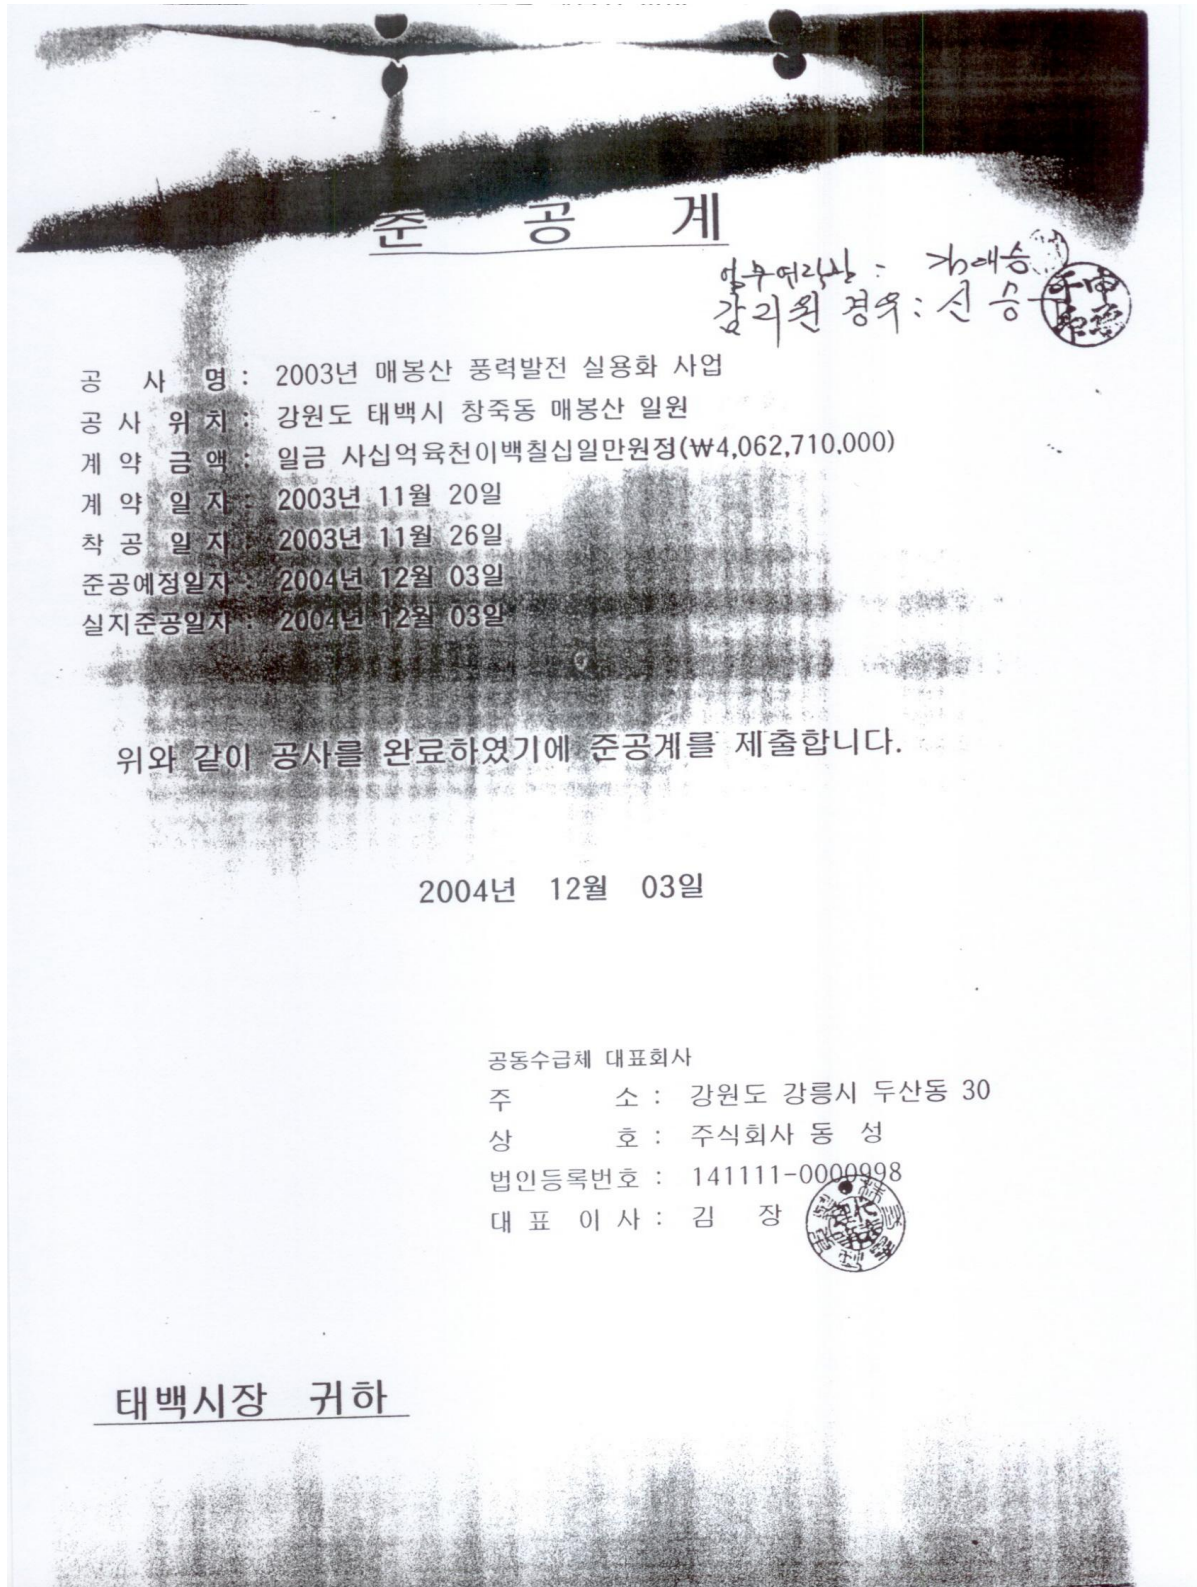 준 공 계
감리원 경유 : 신 승
공 사 명 : 2003년 매봉산 풍력발전 실용화 사업
공 사 위 치 : 강원도 태백시 창죽동 매봉산 일원
계 약 금 액 : 일금 사십억육천이백칠십일만원정(₩4,062,710,000)
계 약 일 자 : 2003년 11월 20일
착 공 일 자 : 2003년 11월 26일
준공예정일자 : 2004년 12월 03일
실지준공일자 : 2004년 12월 03일
위와 같이 공사를 완료하였기에 준공계를 제출합니다.
2004년 12월 03일
공동수급체 대표회사
주 소 : 강원도 강릉시 두산동 30
상 호 : 주식회사 동 성
법인등록번호 : 141111-0000998
대 표 이 사 : 김 장
태백시장 귀하